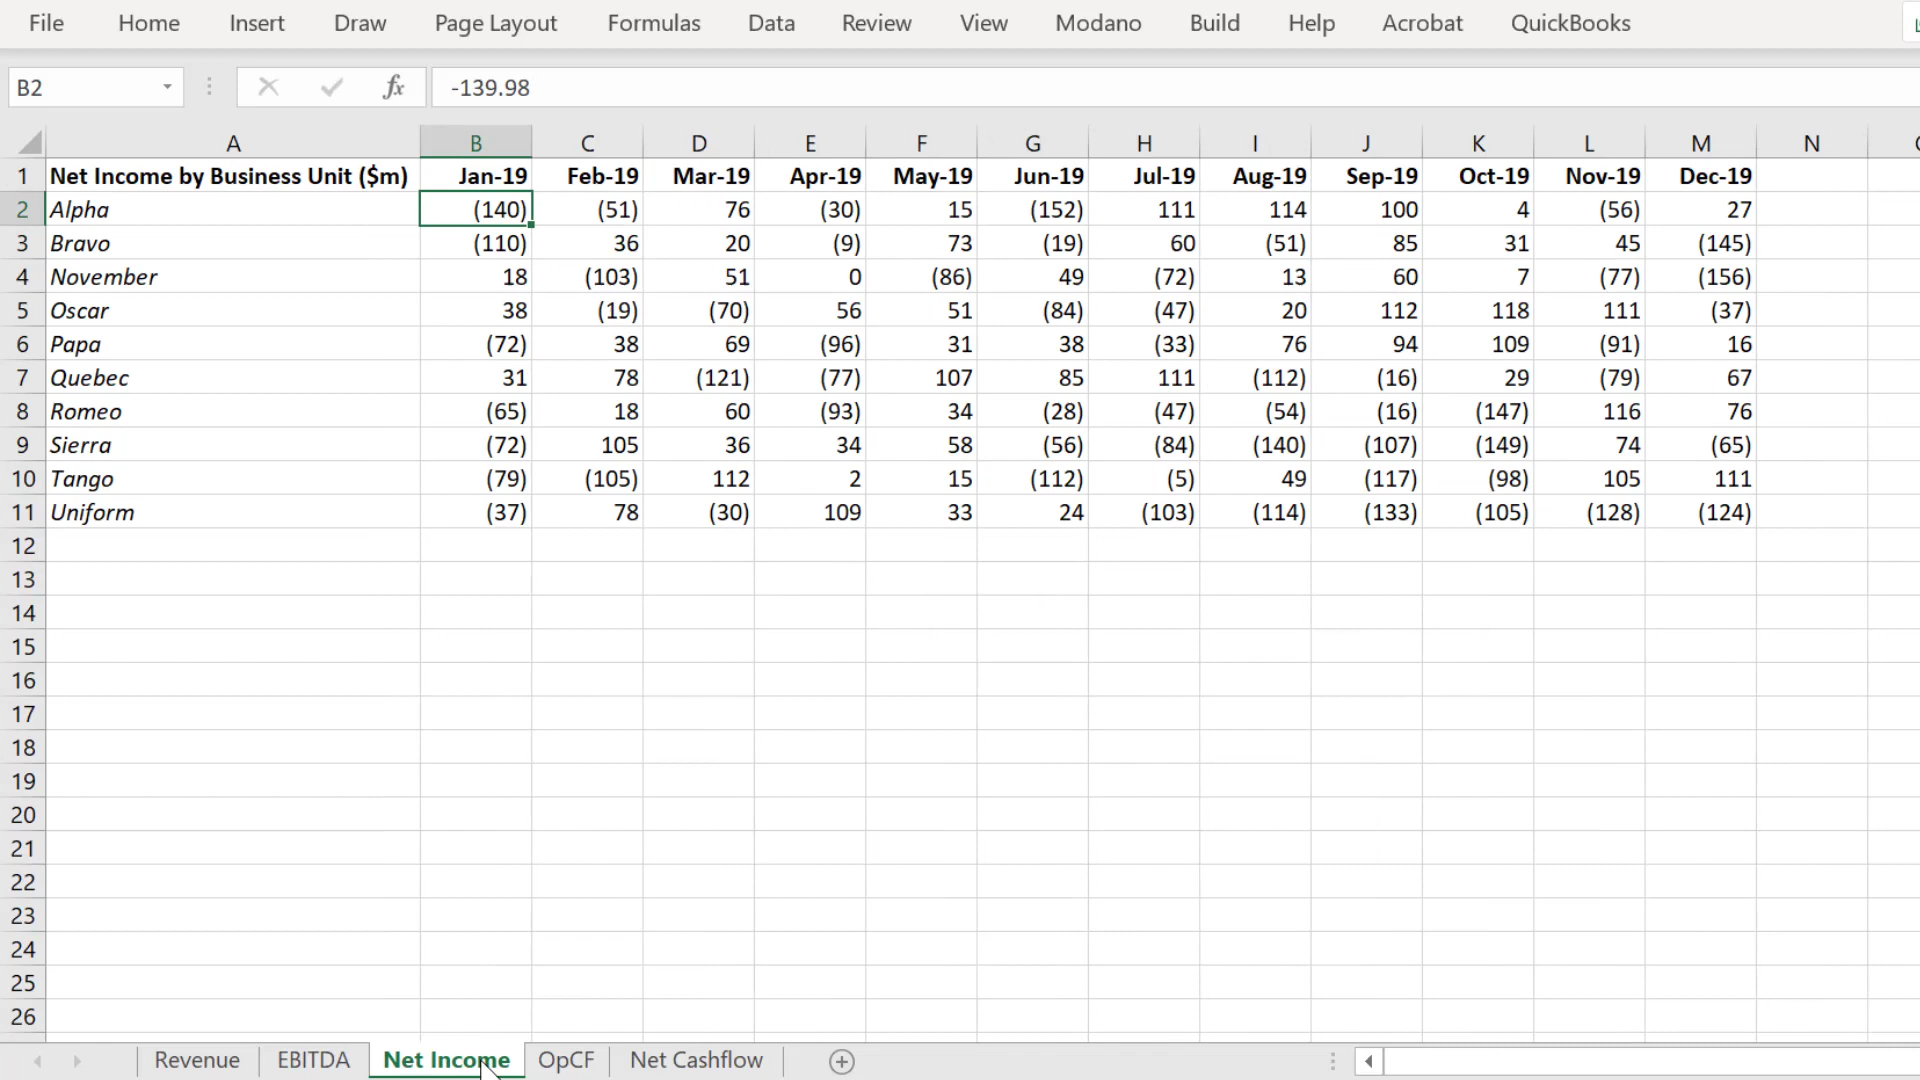 File Home Insert Draw Page Layout Formulas Data Review View Modano Build Help Acrobat QuickBooks
B2 fx -139.98
A B C D E F G H I J K L M N
1 Net Income by Business Unit ($m) Jan-19 Feb-19 Mar-19 Apr-19 May-19 Jun-19 Jul-19 Aug-19 Sep-19 Oct-19 Nov-19 Dec-19
2 Alpha (140) (51) 76 (30) 15 (152) 111 114 100 4 (56) 27
3 Bravo (110) 36 20 (9) 73 (19) 60 (51) 85 31 45 (145)
4 November 18 (103) 51 0 (86) 49 (72) 13 60 7 (77) (156)
5 Oscar 38 (19) (70) 56 51 (84) (47) 20 112 118 111 (37)
6 Papa (72) 38 69 (96) 31 38 (33) 76 94 109 (91) 16
7 Quebec 31 78 (121) (77) 107 85 111 (112) (16) 29 (79) 67
8 Romeo (65) 18 60 (93) 34 (28) (47) (54) (16) (147) 116 76
9 Sierra (72) 105 36 34 58 (56) (84) (140) (107) (149) 74 (65)
10 Tango (79) (105) 112 2 15 (112) (5) 49 (117) (98) 105 111
11 Uniform (37) 78 (30) 109 33 24 (103) (114) (133) (105) (128) (124)
12
13
14
15
16
17
18
19
20
21
22
23
24
25
26
Revenue EBITDA Net Income OpCF Net Cashflow